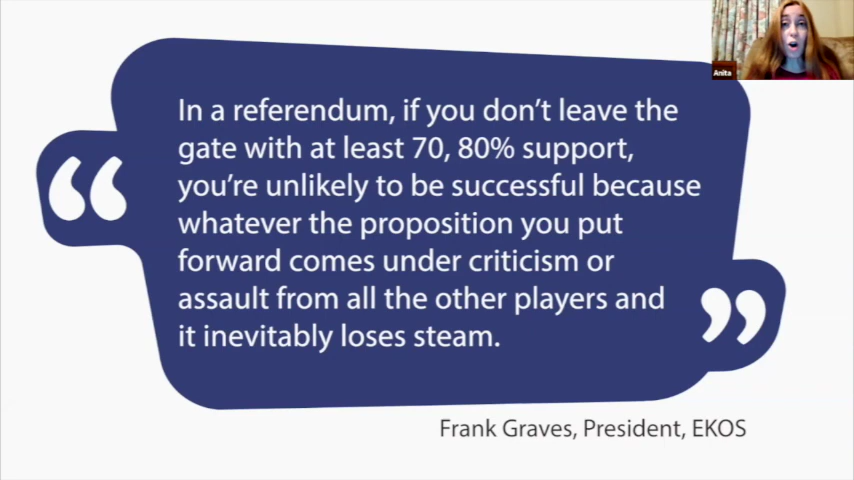 Anita
In a referendum, if you don't leave the
gate with at least 70, 80% support,
you're unlikely to be successful because
whatever the proposition you put
forward comes under criticism or
assault from all the other players and
it inevitably loses steam.
Frank Graves, President, EKOS